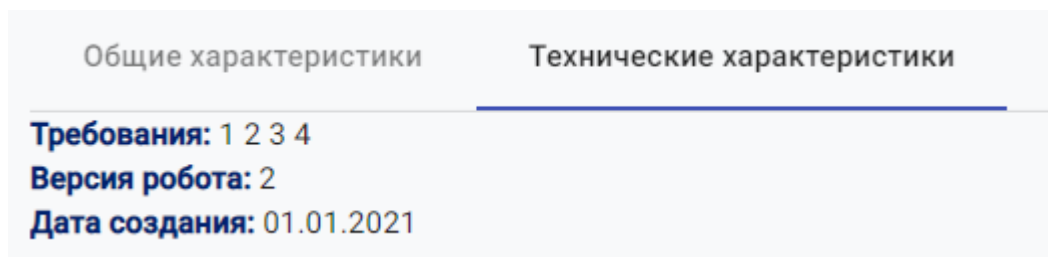 Общие характеристики Технические характеристики
Требования: 1 2 3 4
Версия робота: 2
Дата создания: 01.01.2021